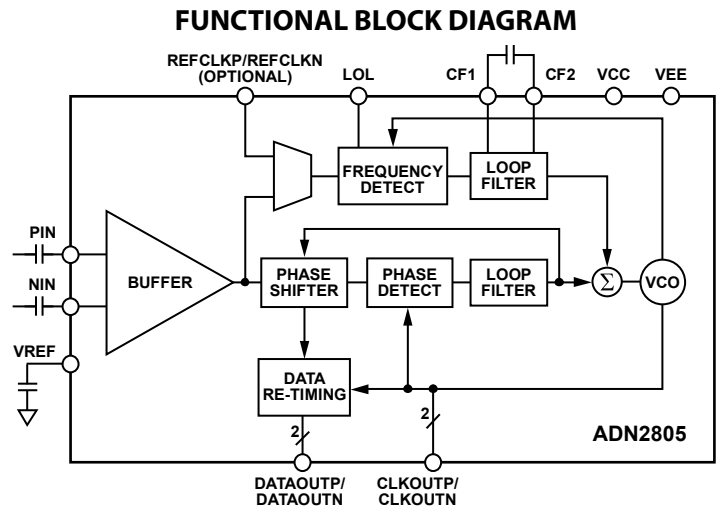 FUNCTIONAL BLOCK DIAGRAM
REFCLKP/REFCLKN
(OPTIONAL)
LOL
CF1
CF2
VCC
VEE
FREQUENCY
DETECT
LOOP
FILTER
PIN
NIN
VREF
BUFFER
PHASE
SHIFTER
PHASE
DETECT
LOOP
FILTER
Σ
VCO
DATA
RE-TIMING
2
2
ADN2805
DATAOUTP/
DATAOUTN
CLKOUTP/
CLKOUTN